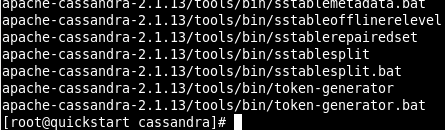 apache-cassandra-2.1.13/tools/bin/sstablemetadata.bat
apache-cassandra-2.1.13/tools/bin/sstableofflinerelevel
apache-cassandra-2.1.13/tools/bin/sstablerepairedset
apache-cassandra-2.1.13/tools/bin/sstablesplit
apache-cassandra-2.1.13/tools/bin/sstablesplit.bat
apache-cassandra-2.1.13/tools/bin/token-generator
apache-cassandra-2.1.13/tools/bin/token-generator.bat
[root@quickstart cassandra]#